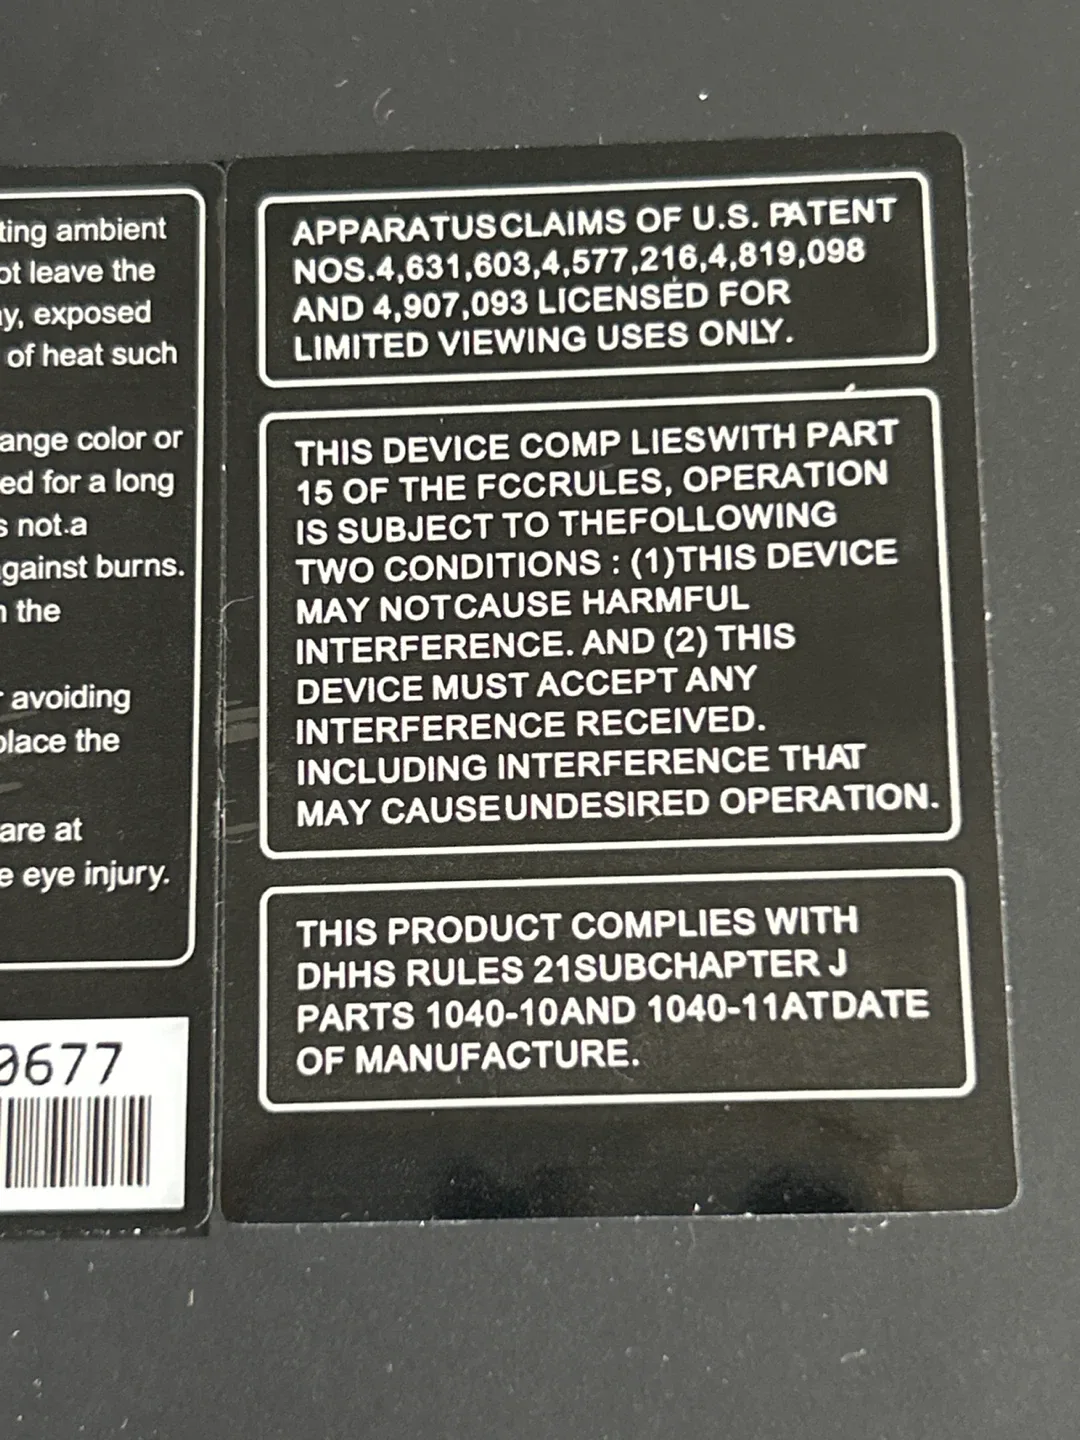 ting ambient
ot leave the
y, exposed
of heat such
ange color or
ed for a long
s not.a
gainst burns.
n the
r avoiding
place the
are at
e eye injury.
0677
APPARATUSCLAIMS OF U.S. PATENT
NOS.4,631,603,4,577,216,4,819,098
AND 4,907,093 LICENSED FOR
LIMITED VIEWING USES ONLY.
THIS DEVICE COMP LIESWITH PART
15 OF THE FCCRULES, OPERATION
IS SUBJECT TO THEFOLLOWING
TWO CONDITIONS : (1)THIS DEVICE
MAY NOTCAUSE HARMFUL
INTERFERENCE. AND (2) THIS
DEVICE MUST ACCEPT ANY
INTERFERENCE RECEIVED.
INCLUDING INTERFERENCE THAT
MAY CAUSEUNDESIRED OPERATION.
THIS PRODUCT COMPLIES WITH
DHHS RULES 21SUBCHAPTER J
PARTS 1040-10AND 1040-11ATDATE
OF MANUFACTURE.